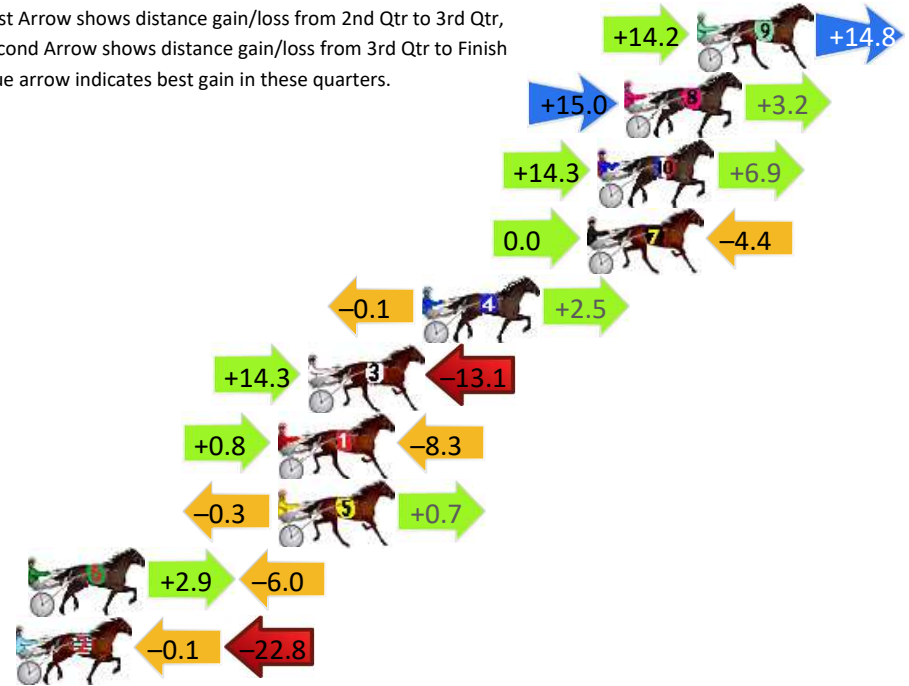 st Arrow shows distance gain/loss from 2nd Qtr to 3rd Qtr,
cond Arrow shows distance gain/loss from 3rd Qtr to Finish
ue arrow indicates best gain in these quarters.
+14.2 9 +14.8
+15.0 8 +3.2
+14.3 10 +6.9
0.0 7 –4.4
–0.1 4 +2.5
+14.3 3 –13.1
+0.8 1 –8.3
–0.3 5 +0.7
+2.9 –6.0
2 –0.1 –22.8